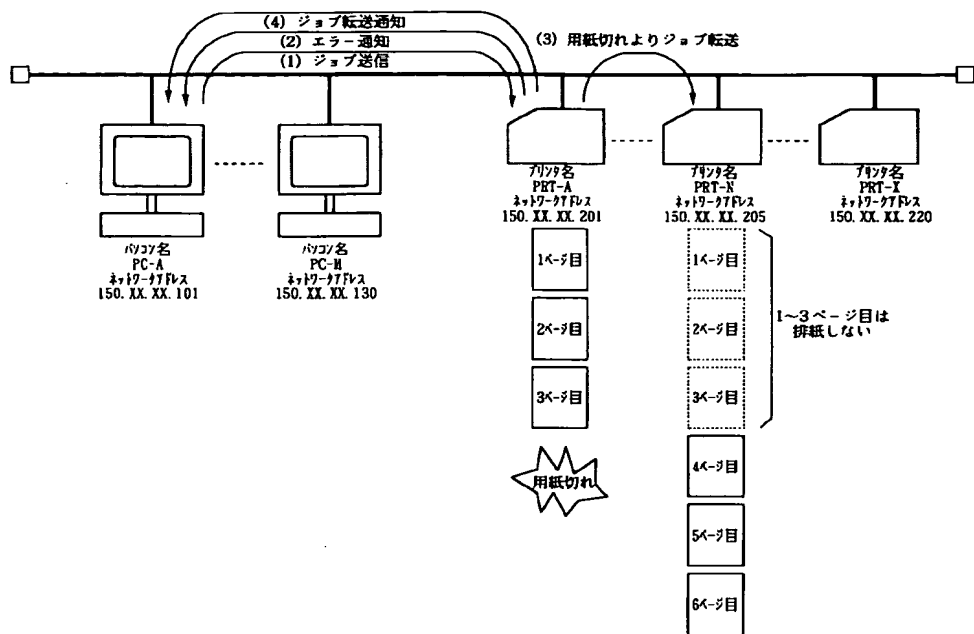 (4) ジョブ転送通知
(2) エラー通知
(1) ジョブ送信
(3) 用紙切れよりジョブ転送
パソコン名
PC-A
ネットワークアドレス
150.XX.XX.101
パソコン名
PC-M
ネットワークアドレス
150.XX.XX.130
プリンタ名
PRT-A
ネットワークアドレス
150.XX.XX.201
プリンタ名
PRT-N
ネットワークアドレス
150.XX.XX.205
プリンタ名
PRT-X
ネットワークアドレス
150.XX.XX.220
1ページ目
2ページ目
3ページ目
用紙切れ
1ページ目
2ページ目
3ページ目
4ページ目
5ページ目
6ページ目
1~3ページ目は
排紙しない